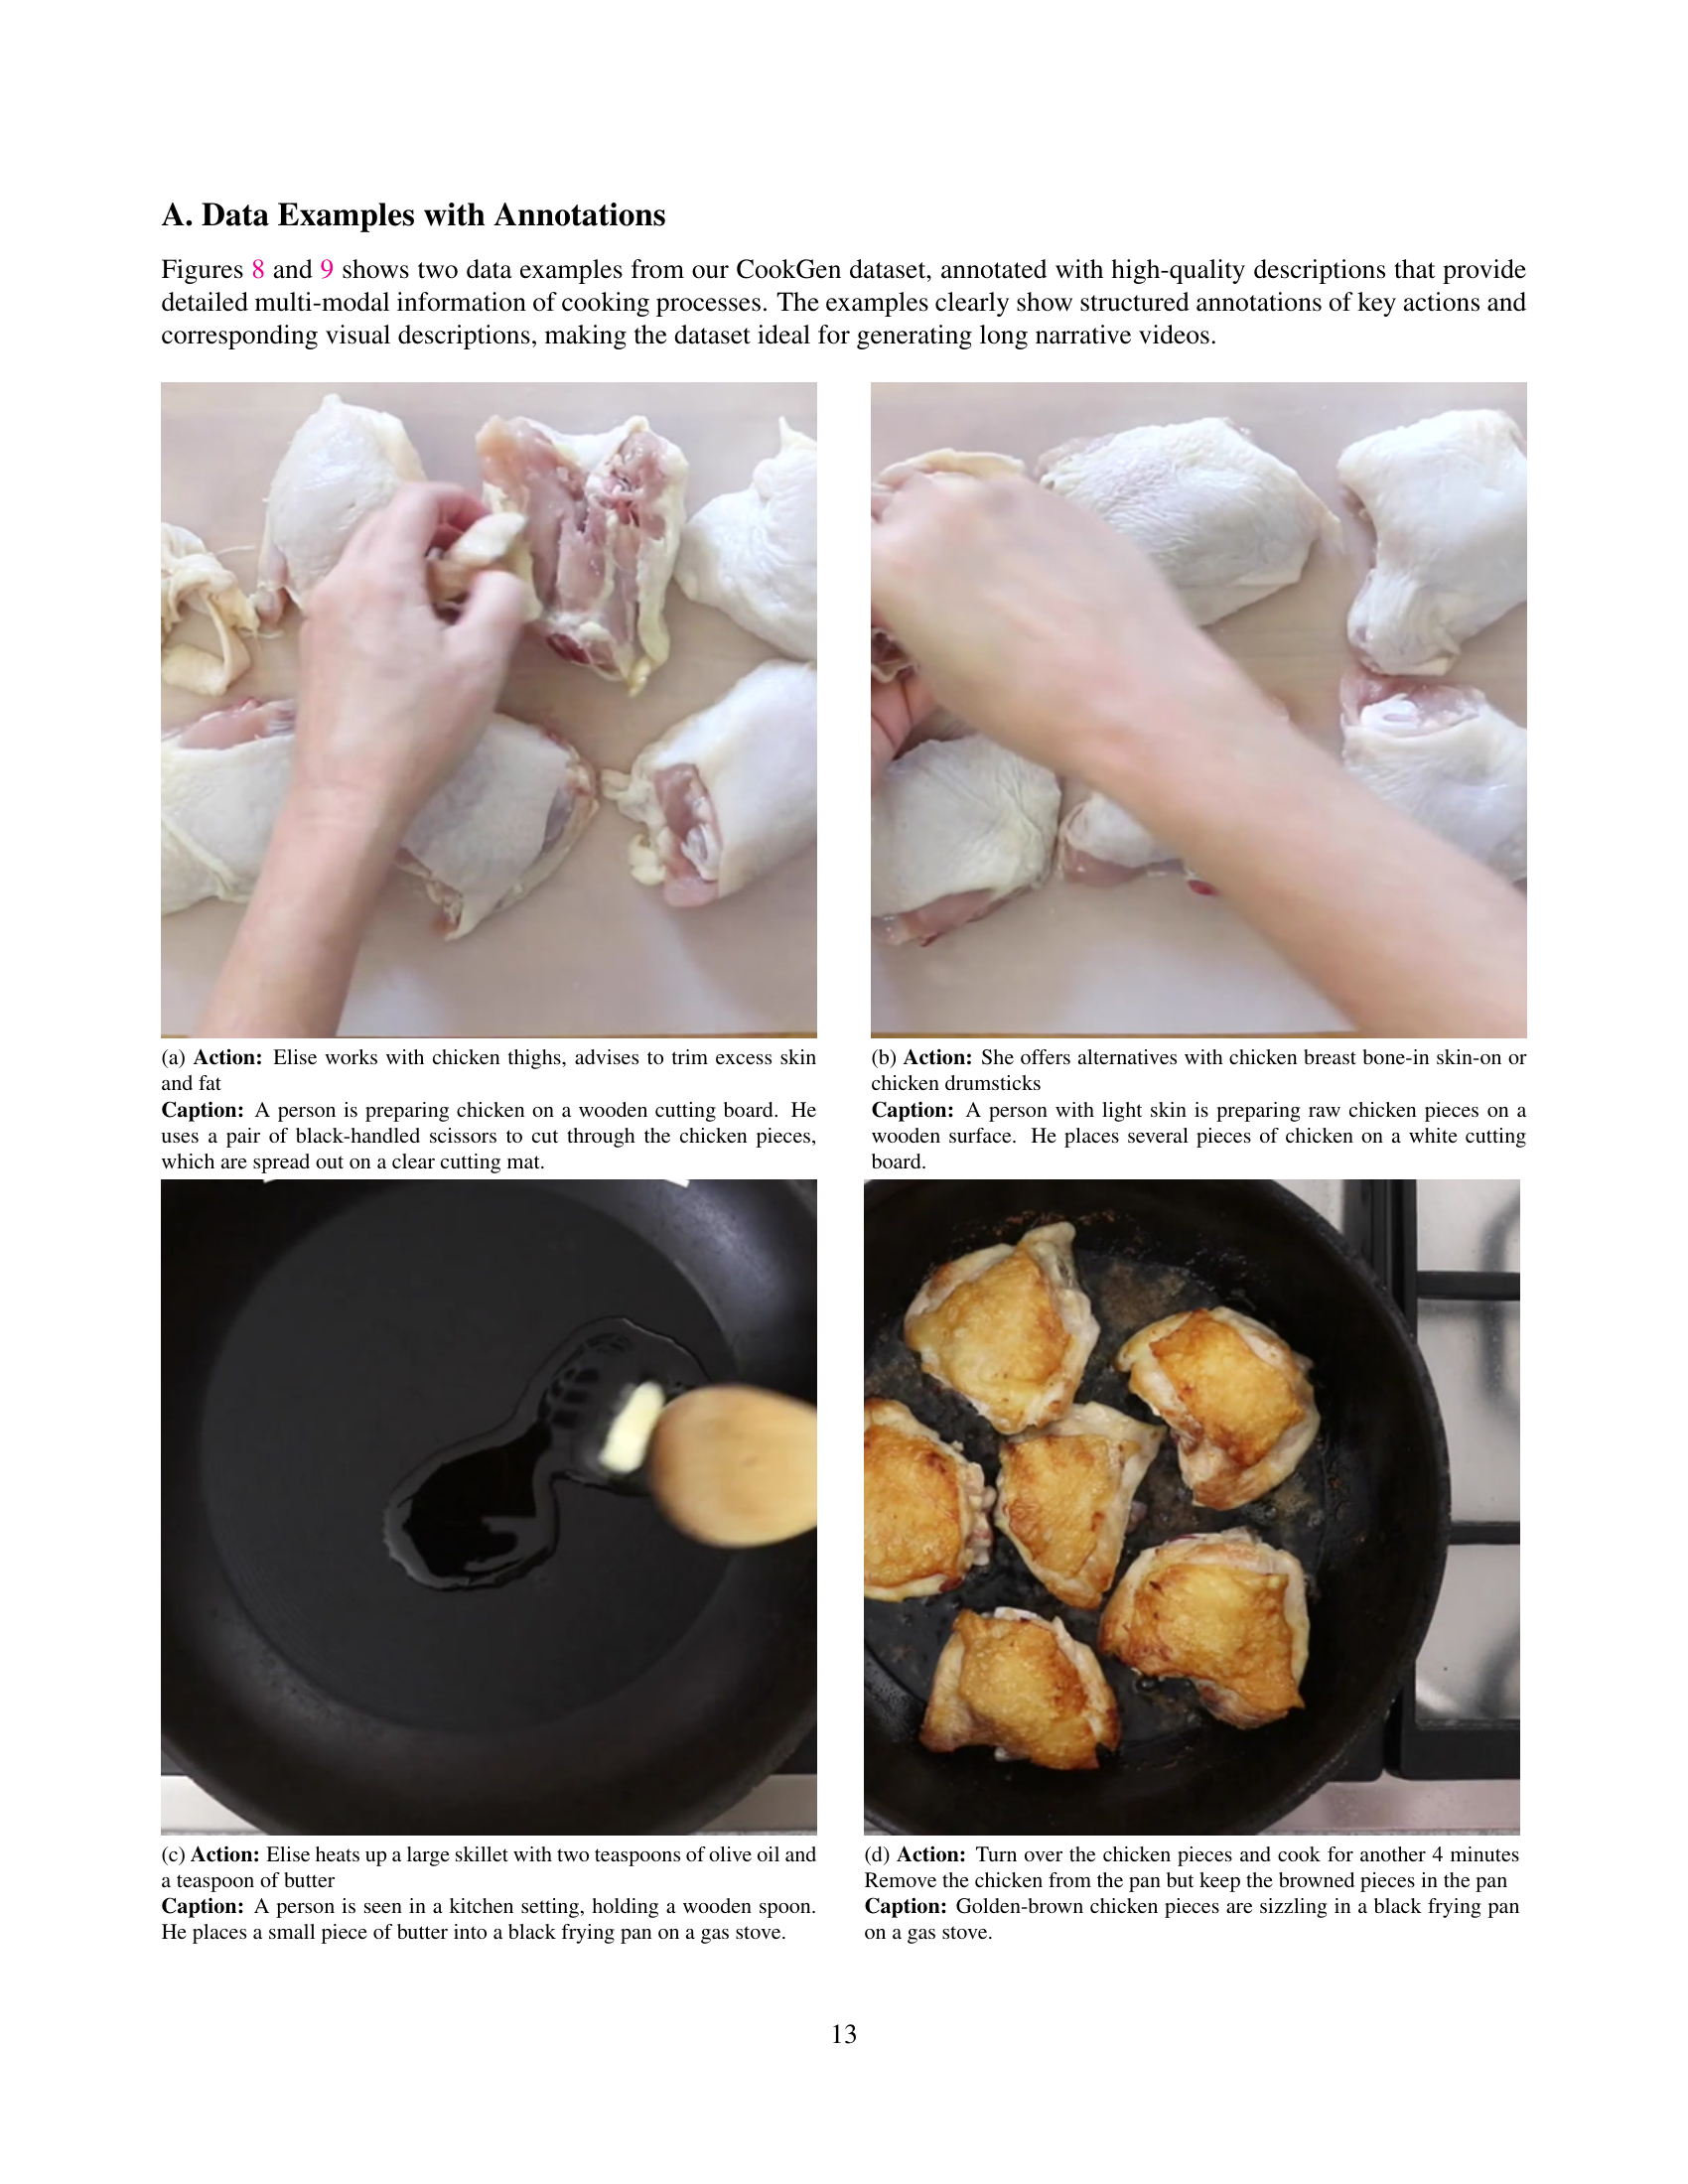 A. Data Examples with Annotations
Figures 8 and 9 shows two data examples from our CookGen dataset, annotated with high-quality descriptions that provide
detailed multi-modal information of cooking processes. The examples clearly show structured annotations of key actions and
corresponding visual descriptions, making the dataset ideal for generating long narrative videos.
(a) Action: Elise works with chicken thighs, advises to trim excess skin
and fat
Caption: A person is preparing chicken on a wooden cutting board. He
uses a pair of black-handled scissors to cut through the chicken pieces,
which are spread out on a clear cutting mat.
(b) Action: She offers alternatives with chicken breast bone-in skin-on or
chicken drumsticks
Caption: A person with light skin is preparing raw chicken pieces on a
wooden surface. He places several pieces of chicken on a white cutting
board.
(c) Action: Elise heats up a large skillet with two teaspoons of olive oil and
a teaspoon of butter
Caption: A person is seen in a kitchen setting, holding a wooden spoon.
He places a small piece of butter into a black frying pan on a gas stove.
(d) Action: Turn over the chicken pieces and cook for another 4 minutes
Remove the chicken from the pan but keep the browned pieces in the pan
Caption: Golden-brown chicken pieces are sizzling in a black frying pan
on a gas stove.
13